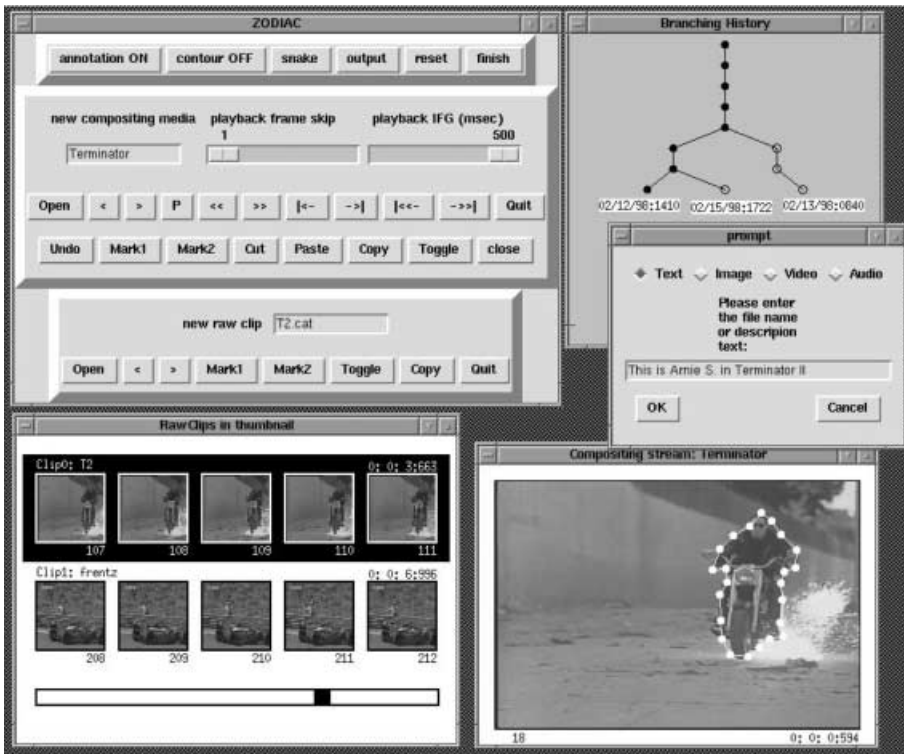 ZODIAC
annotation ON contour OFF snake output reset finish
new compositing media playback frame skip playback IFG (msec)
1 500
Terminator
Open < > P << >> |<- ->| |<<- ->>| Quit
Undo Mark1 Mark2 Cut Paste Copy Toggle close
new raw clip T2.cat
Open < > Mark1 Mark2 Toggle Copy Quit
Branching History
02/12/98;1410 02/15/98;1722 02/13/98;0840
prompt
Text Image Video Audio
Please enter
the file name
or descripion
text:
This is Arnie S. in Terminator II
OK Cancel
RawClips in thumbnail
Clip0; T2 0; 0; 3;663
107 108 109 110 111
Clip1; frentz 0; 0; 6;996
208 209 210 211 212
Compositing stream: Terminator
18 0; 0; 0;594